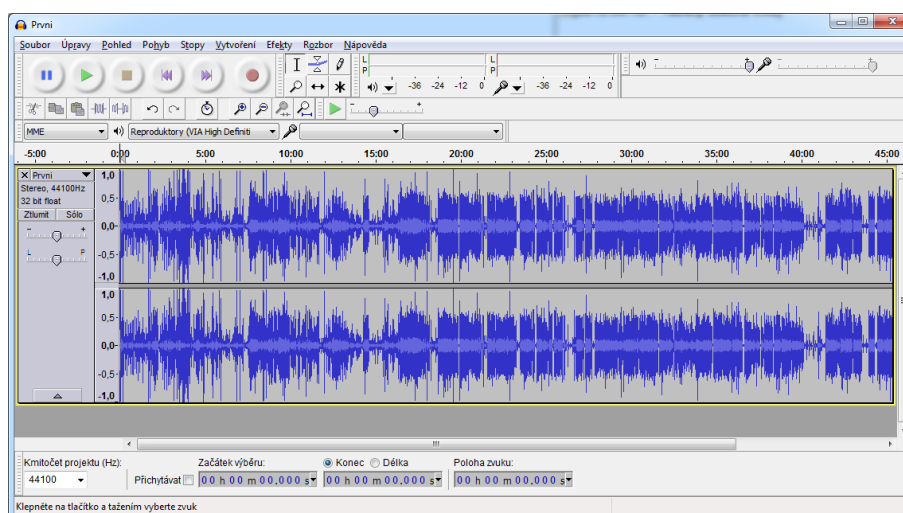 První
Soubor Úpravy Pohled Pohyb Stopy Vytvoření Efekty Rozbor Nápověda
L
P
-36 -24 -12 0
L
P
-36 -24 -12 0
- +
MME
Reproduktory (VIA High Definiti
-5:00 0:00 5:00 10:00 15:00 20:00 25:00 30:00 35:00 40:00 45:00
X První
Stereo, 44100Hz
32 bit float
Ztlumit Sólo
- +
L P
1,0
0,5-
0,0-
-0,5-
-1,0
1,0
0,5-
0,0-
-0,5-
-1,0
Kmitočet projektu (Hz): Začátek výběru: Konec Délka Poloha zvuku:
44100 Přichytávat 00 h 00 m 00,000 s 00 h 00 m 00,000 s 00 h 00 m 00,000 s
Klepněte na tlačítko a tažením vyberte zvuk